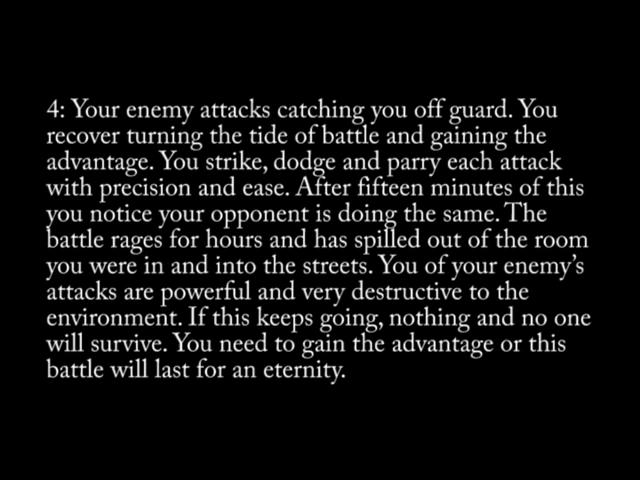 4: Your enemy attacks catching you off guard. You
recover turning the tide of battle and gaining the
advantage. You strike, dodge and parry each attack
with precision and ease. After fifteen minutes of this
you notice your opponent is doing the same. The
battle rages for hours and has spilled out of the room
you were in and into the streets. You of your enemy's
attacks are powerful and very destructive to the
environment. If this keeps going, nothing and no one
will survive. You need to gain the advantage or this
battle will last for an eternity.